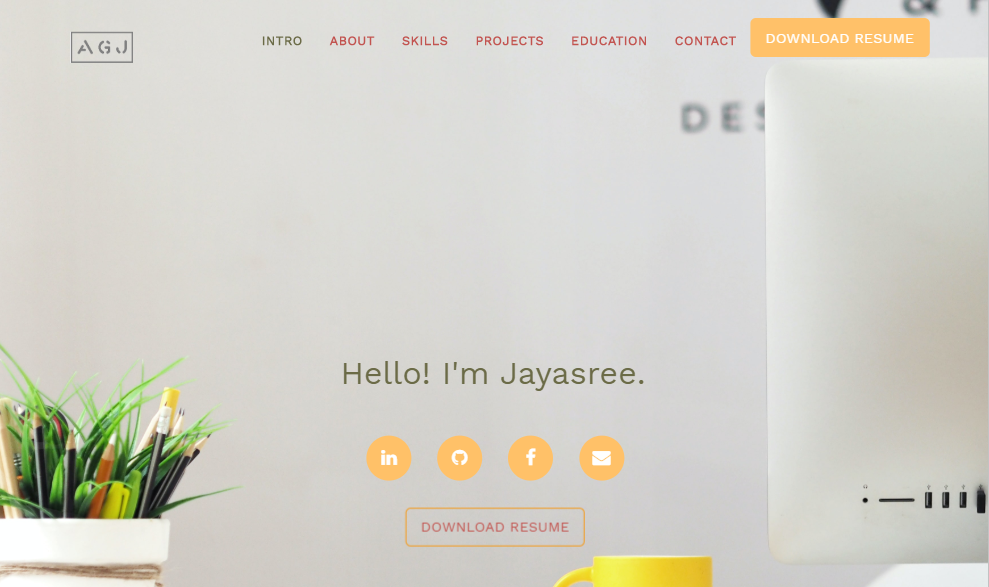 AGJ
INTRO ABOUT SKILLS PROJECTS EDUCATION CONTACT DOWNLOAD RESUME
DES
Hello! I'm Jayasree.
DOWNLOAD RESUME